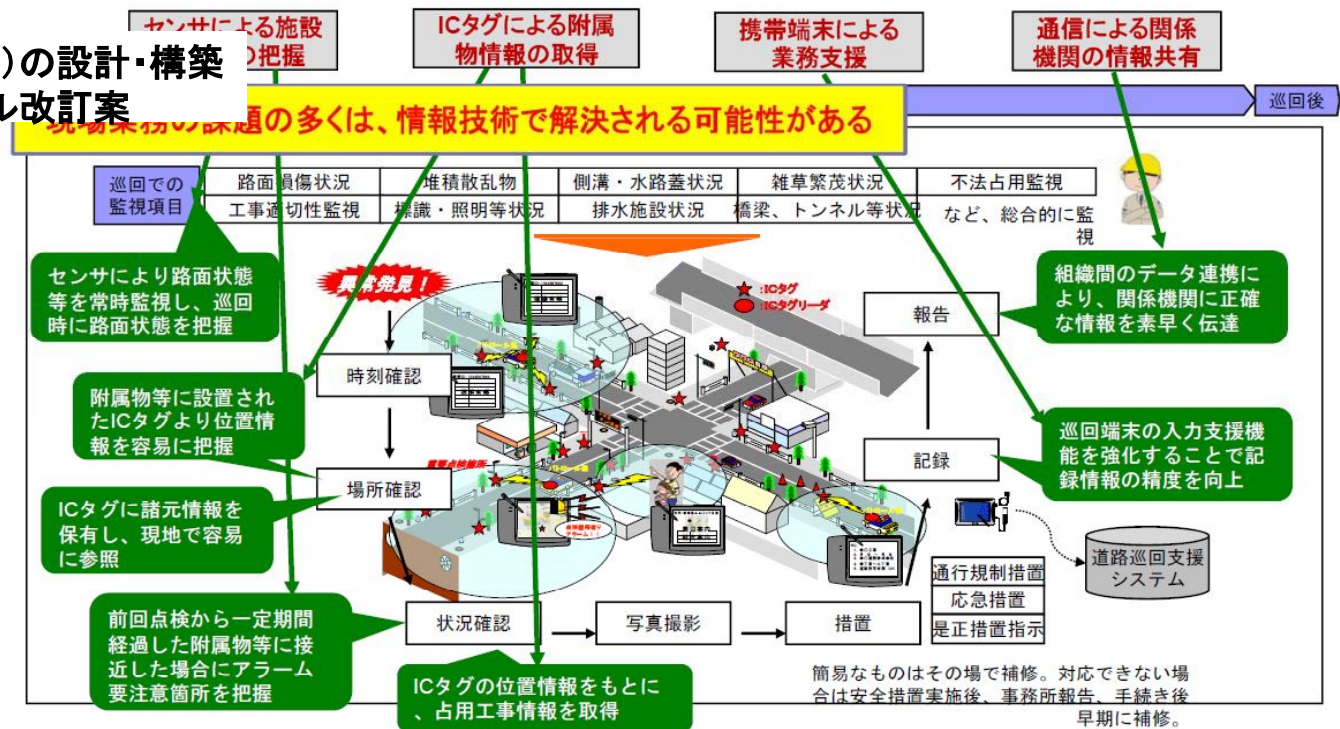 センサによる施設
の把握
ICタグによる附属
物情報の取得
携帯端末による
業務支援
通信による関係
機関の情報共有
）の設計・構築
ル改訂案
現場業務の課題の多くは、情報技術で解決される可能性がある
巡回後
巡回での
監視項目
路面損傷状況
堆積散乱物
側溝・水路蓋状況
雑草繁茂状況
不法占用監視
工事適切性監視
標識・照明等状況
排水施設状況
橋梁、トンネル等状況
など、総合的に監
視
センサにより路面状態
等を常時監視し、巡回
時に路面状態を把握
異常発見！
：ICタグ
：ICタグリーダ
報告
組織間のデータ連携に
より、関係機関に正確
な情報を素早く伝達
時刻確認
附属物等に設置され
たICタグより位置情
報を容易に把握
巡回端末の入力支援機
能を強化することで記
録情報の精度を向上
記録
重要点検箇所
場所確認
ICタグに諸元情報を
保有し、現地で容易
に参照
道路巡回支援
システム
通行規制措置
応急措置
是正措置指示
前回点検から一定期間
経過した附属物等に接
近した場合にアラーム
要注意箇所を把握
状況確認
写真撮影
措置
ICタグの位置情報をもとに
、占用工事情報を取得
簡易なものはその場で補修。対応できない場
合は安全措置実施後、事務所報告、手続き後
早期に補修。